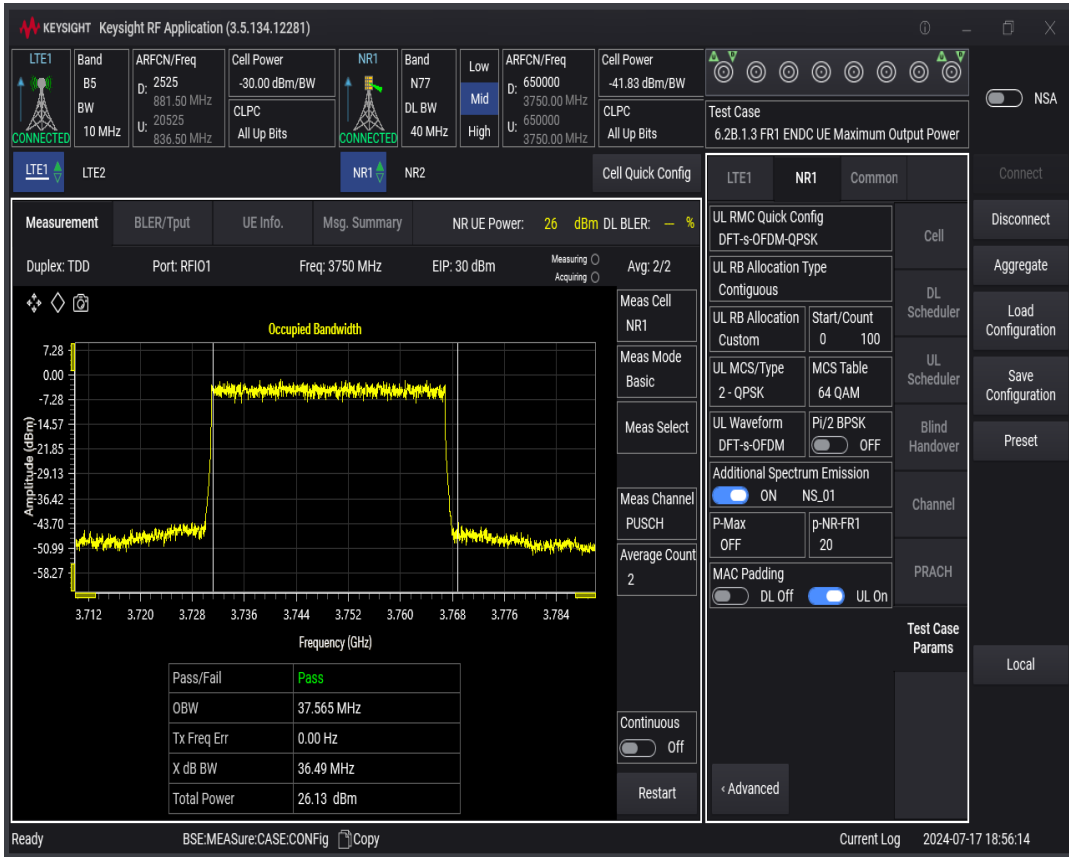 KEYSIGHT Keysight RF Application (3.5.134.12281)
LTE1
CONNECTED
Band
B5
BW
10 MHz
ARFCN/Freq
D: 2525
881.50 MHz
U: 20525
836.50 MHz
Cell Power
-30.00 dBm/BW
CLPC
All Up Bits
NR1
CONNECTED
Band
N77
DL BW
40 MHz
Low
Mid
High
ARFCN/Freq
D: 650000
3750.00 MHz
U: 650000
3750.00 MHz
Cell Power
-41.83 dBm/BW
CLPC
All Up Bits
Test Case
6.2B.1.3 FR1 ENDC UE Maximum Output Power
NSA
LTE1 LTE2 NR1 NR2 Cell Quick Config
Measurement BLER/Tput UE Info. Msg. Summary NR UE Power: 26 dBm DL BLER: --- %
Duplex: TDD Port: RFIO1 Freq: 3750 MHz EIP: 30 dBm Measuring Acquiring Avg: 2/2
Occupied Bandwidth
Amplitude (dBm)
7.28
0.00
-7.28
-14.57
-21.85
-29.13
-36.42
-43.70
-50.99
-58.27
3.712 3.720 3.728 3.736 3.744 3.752 3.760 3.768 3.776 3.784
Frequency (GHz)
Pass/Fail Pass
OBW 37.565 MHz
Tx Freq Err 0.00 Hz
X dB BW 36.49 MHz
Total Power 26.13 dBm
Meas Cell
NR1
Meas Mode
Basic
Meas Select
Meas Channel
PUSCH
Average Count
2
Continuous
Off
Restart
LTE1 NR1 Common
UL RMC Quick Config
DFT-s-OFDM-QPSK
UL RB Allocation Type
Contiguous
UL RB Allocation
Custom
Start/Count
0 100
UL MCS/Type
2 - QPSK
MCS Table
64 QAM
UL Waveform
DFT-s-OFDM
Pi/2 BPSK
OFF
Additional Spectrum Emission
ON NS_01
P-Max
OFF
p-NR-FR1
20
MAC Padding
DL Off UL On
‹ Advanced
Cell
DL
Scheduler
UL
Scheduler
Blind
Handover
Channel
PRACH
Test Case
Params
Connect
Disconnect
Aggregate
Load
Configuration
Save
Configuration
Preset
Local
Ready BSE:MEASure:CASE:CONFig Copy Current Log 2024-07-17 18:56:14